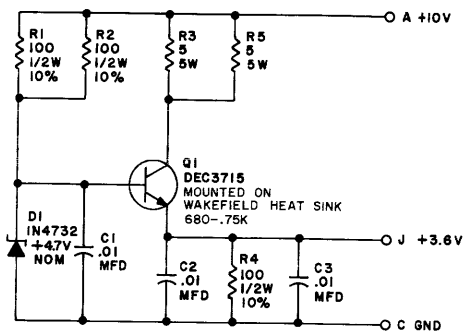 A +10V
R1
100
1/2W
10%
R2
100
1/2W
10%
R3
5
5W
R5
5
5W
Q1
DEC3715
MOUNTED ON
WAKEFIELD HEAT SINK
680-.75K
D1
1N4732
+4.7V
NOM
C1
.01
MFD
J +3.6V
C2
.01
MFD
R4
100
1/2W
10%
C3
.01
MFD
C GND